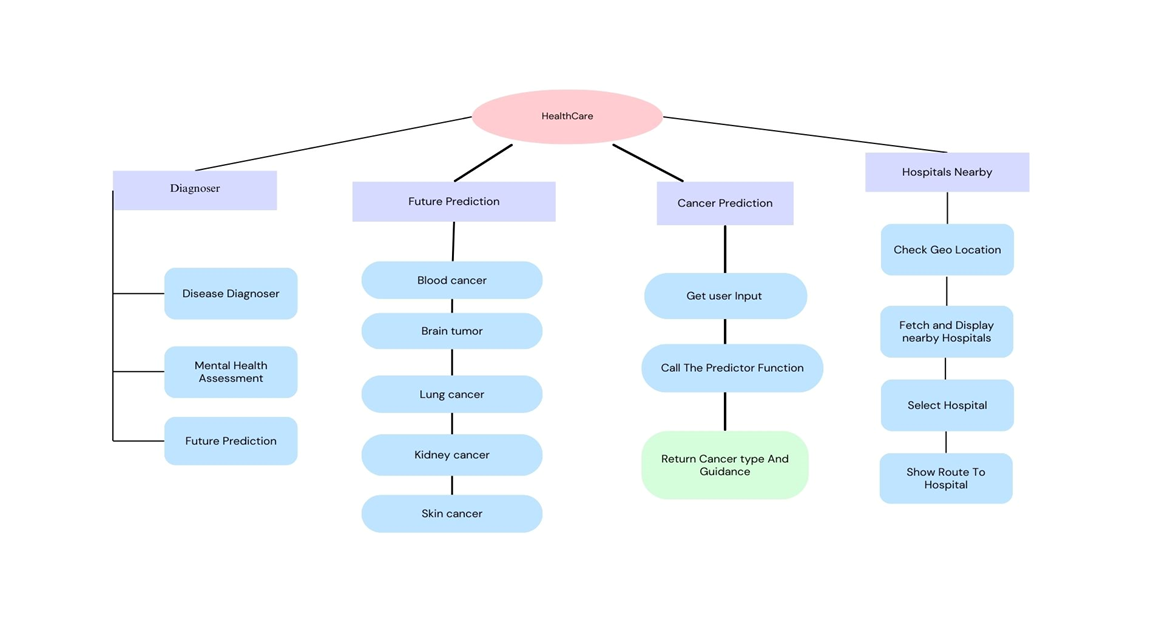 HealthCare
Diagnoser
Disease Diagnoser
Mental Health
Assessment
Future Prediction
Future Prediction
Blood cancer
Brain tumor
Lung cancer
Kidney cancer
Skin cancer
Cancer Prediction
Get user Input
Call The Predictor Function
Return Cancer type And
Guidance
Hospitals Nearby
Check Geo Location
Fetch and Display
nearby Hospitals
Select Hospital
Show Route To
Hospital